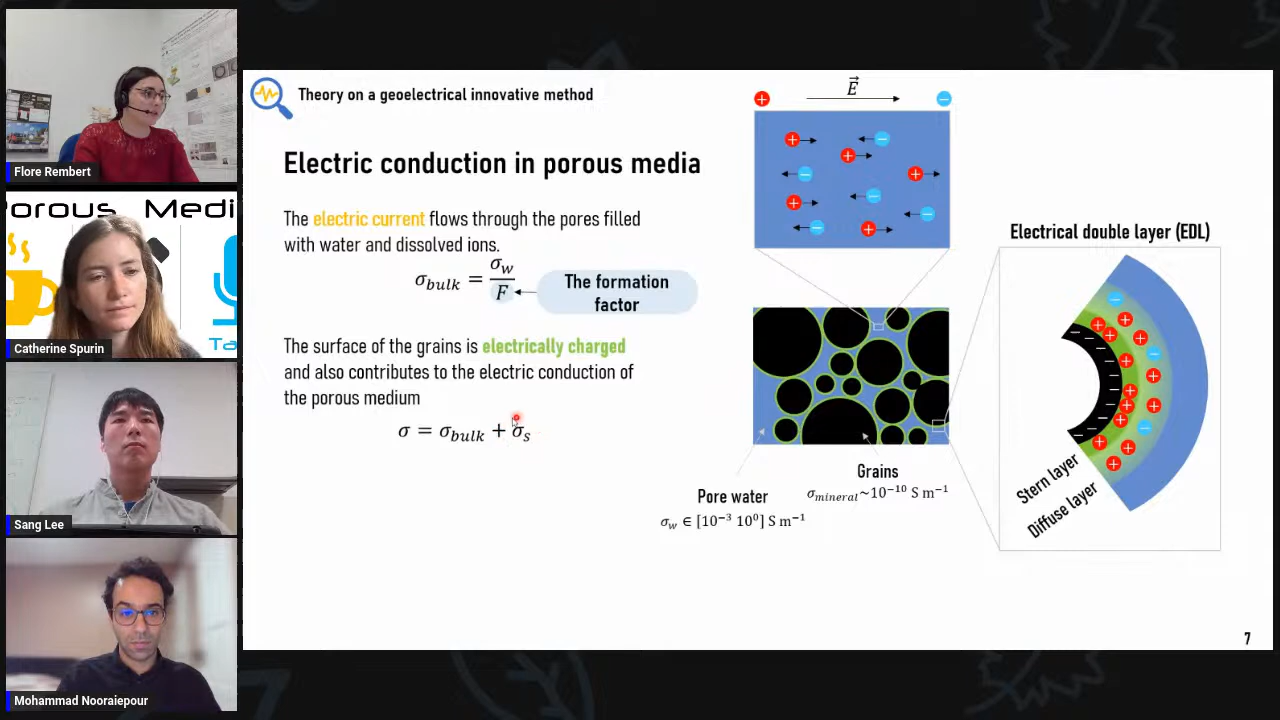 Flore Rembert
Porous Medi
Ta
Catherine Spurin
Sang Lee
Mohammad Nooraiepour
Theory on a geoelectrical innovative method
Electric conduction in porous media
The electric current flows through the pores filled
with water and dissolved ions.
σ_bulk = σ_w / F
The formation
factor
The surface of the grains is electrically charged
and also contributes to the electric conduction of
the porous medium
σ = σ_bulk + σ_s
E⃗
Pore water
σ_w ∈ [10⁻³ 10⁰] S m⁻¹
Grains
σ_mineral~10⁻¹⁰ S m⁻¹
Electrical double layer (EDL)
Stern layer
Diffuse layer
7